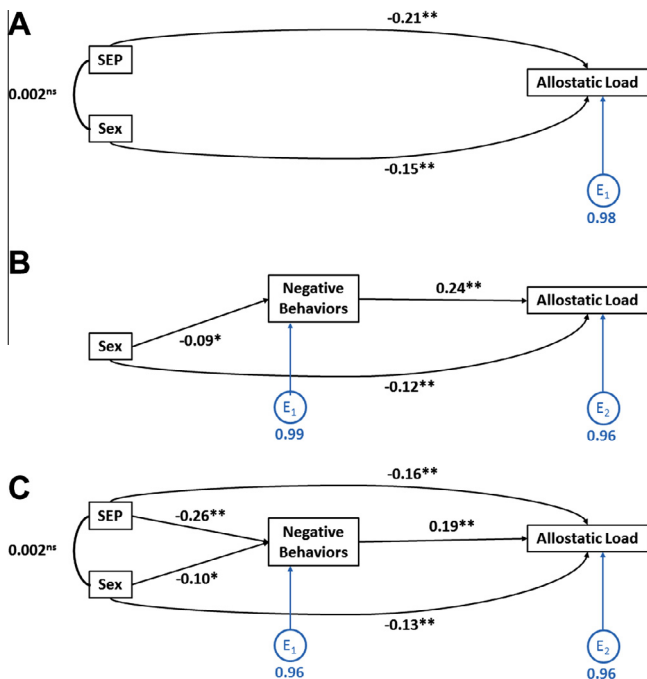 A
-0.21**
SEP
0.002ns
Allostatic Load
Sex
-0.15**
E1
0.98
B
Negative
Behaviors
0.24**
Allostatic Load
Sex
-0.09*
-0.12**
E1
0.99
E2
0.96
C
-0.16**
SEP
-0.26**
0.19**
0.002ns
Negative
Behaviors
Allostatic Load
Sex
-0.10*
-0.13**
E1
0.96
E2
0.96